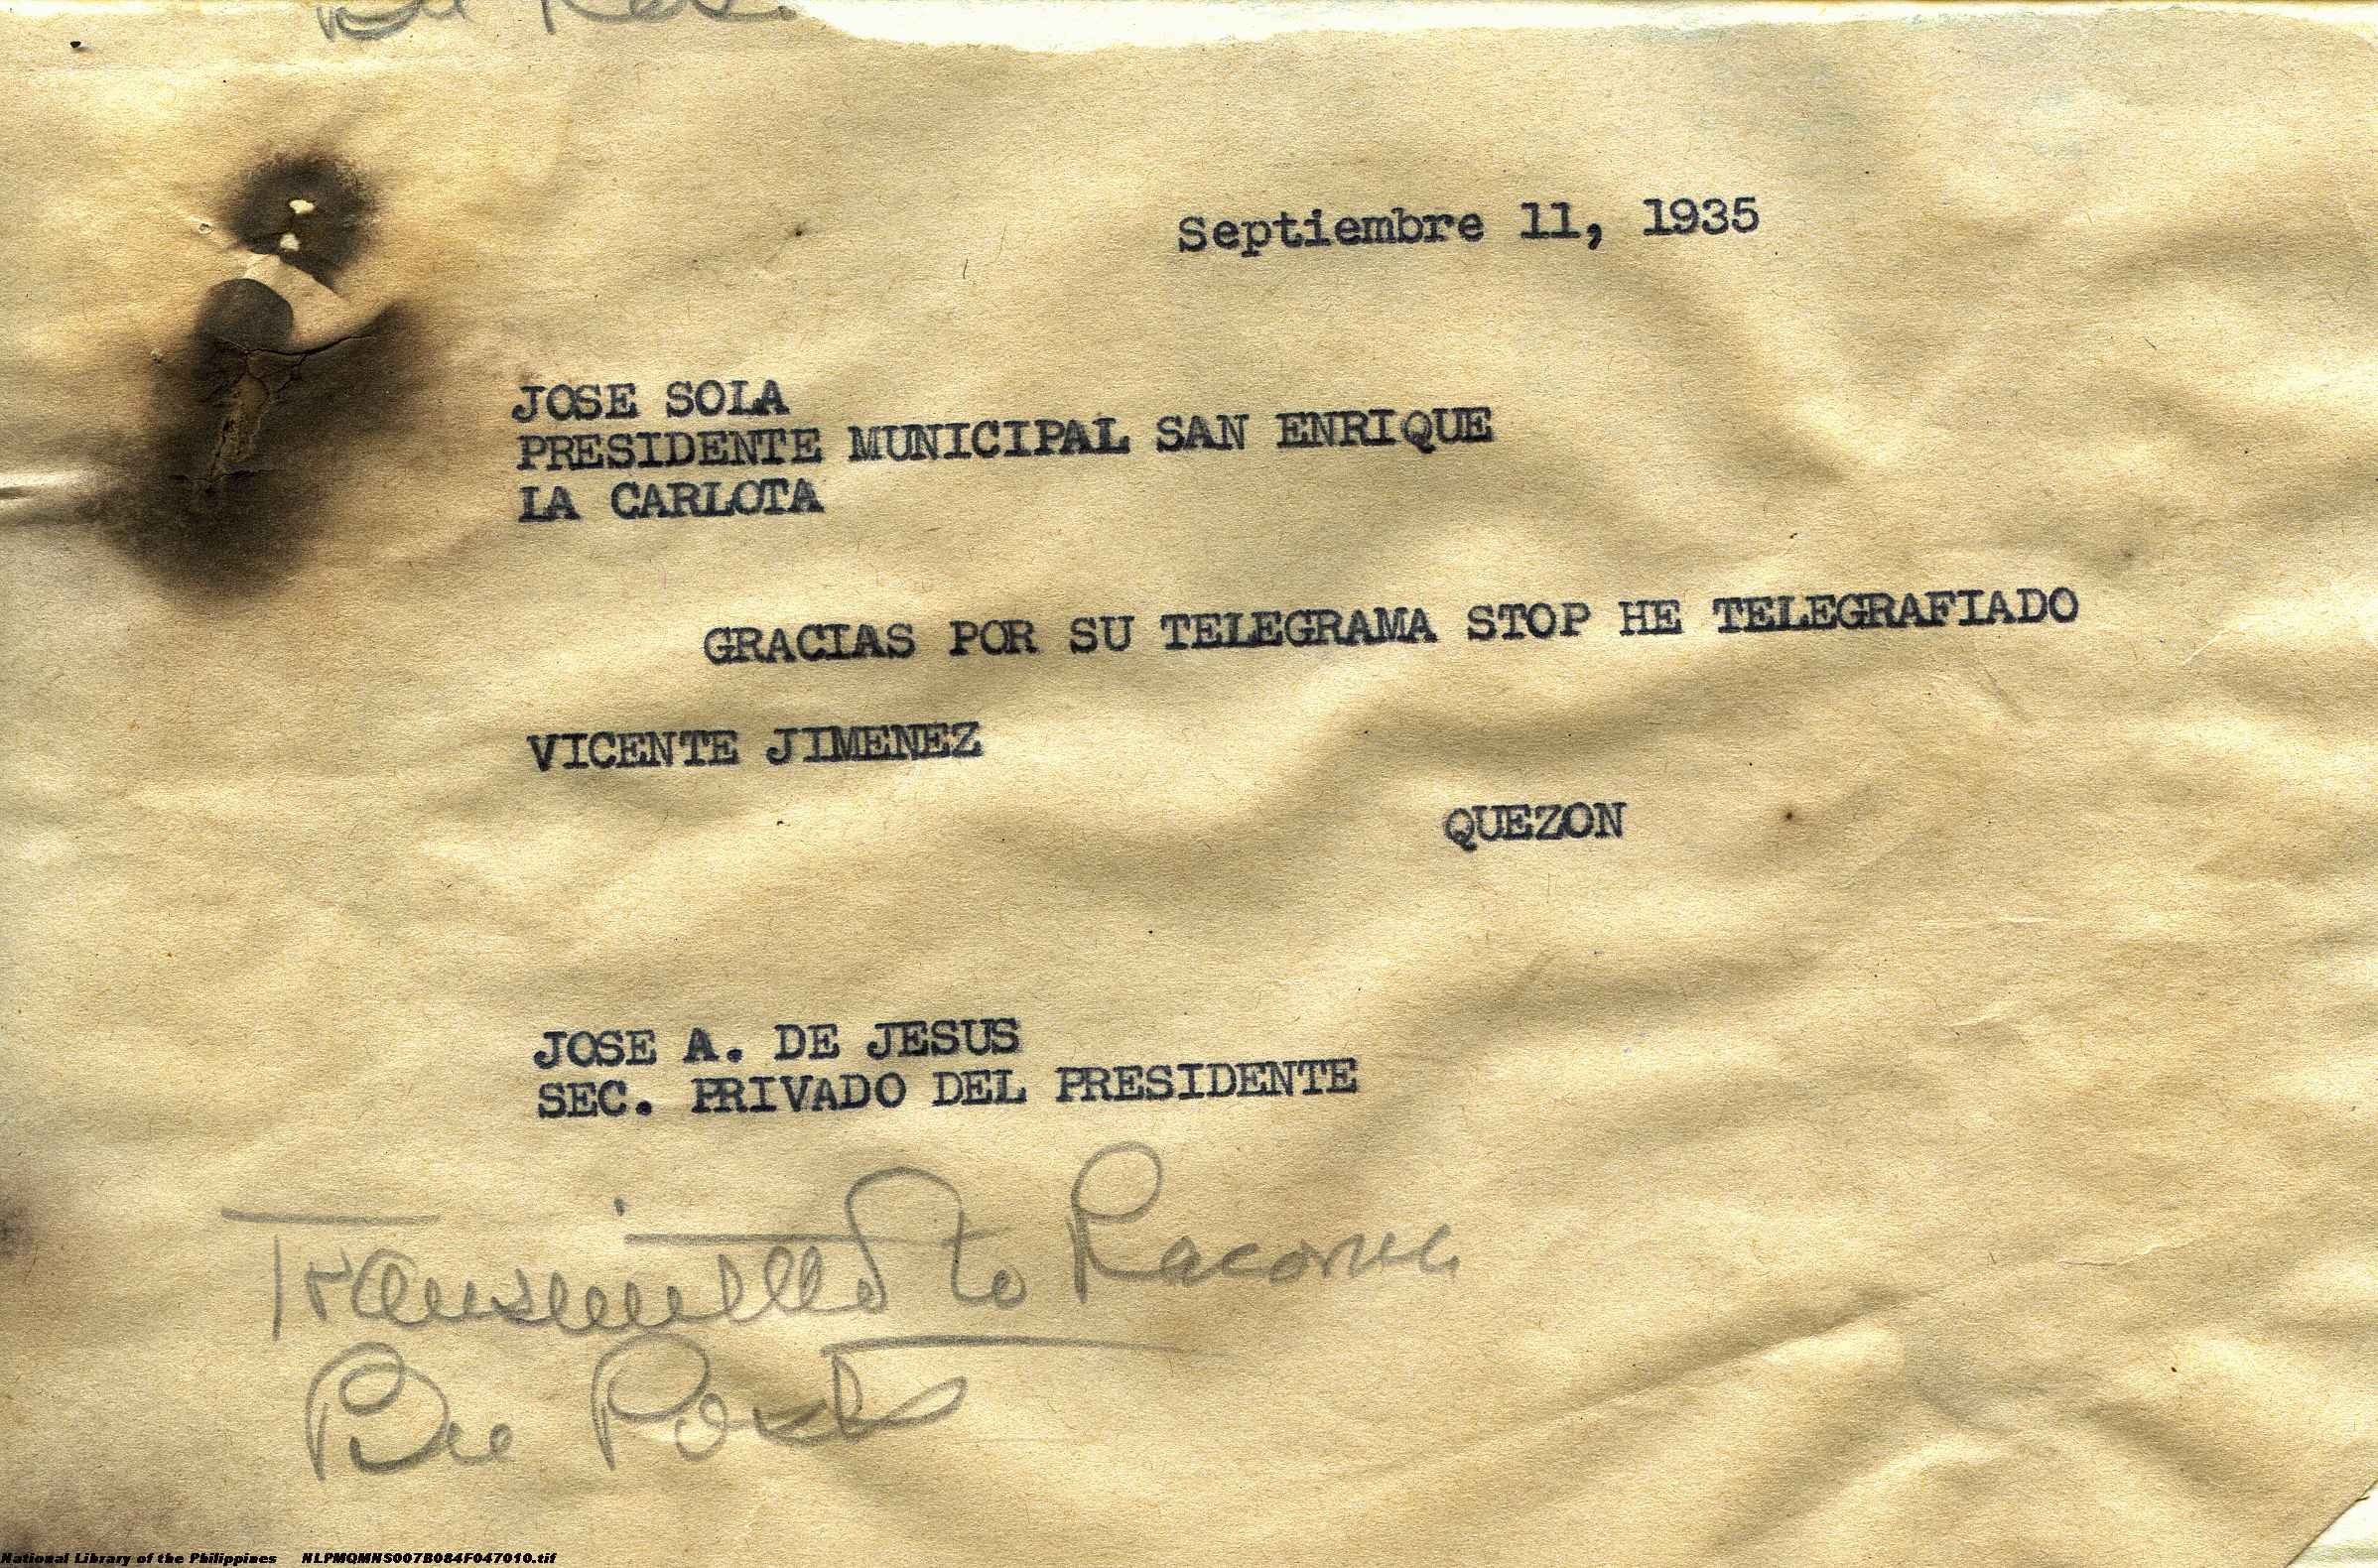 Septiembre 11, 1935
JOSE SOLA
PRESIDENTE MUNICIPAL SAN ENRIQUE
LA CARLOTA
GRACIAS POR SU TELEGRAMA STOP HE TELEGRAFIADO
VICENTE JIMENEZ
QUEZON
JOSE A. DE JESUS
SEC. PRIVADO DEL PRESIDENTE
Transmitted to
National Library of the Philippines NLPMQMNS007B084F047010.tif